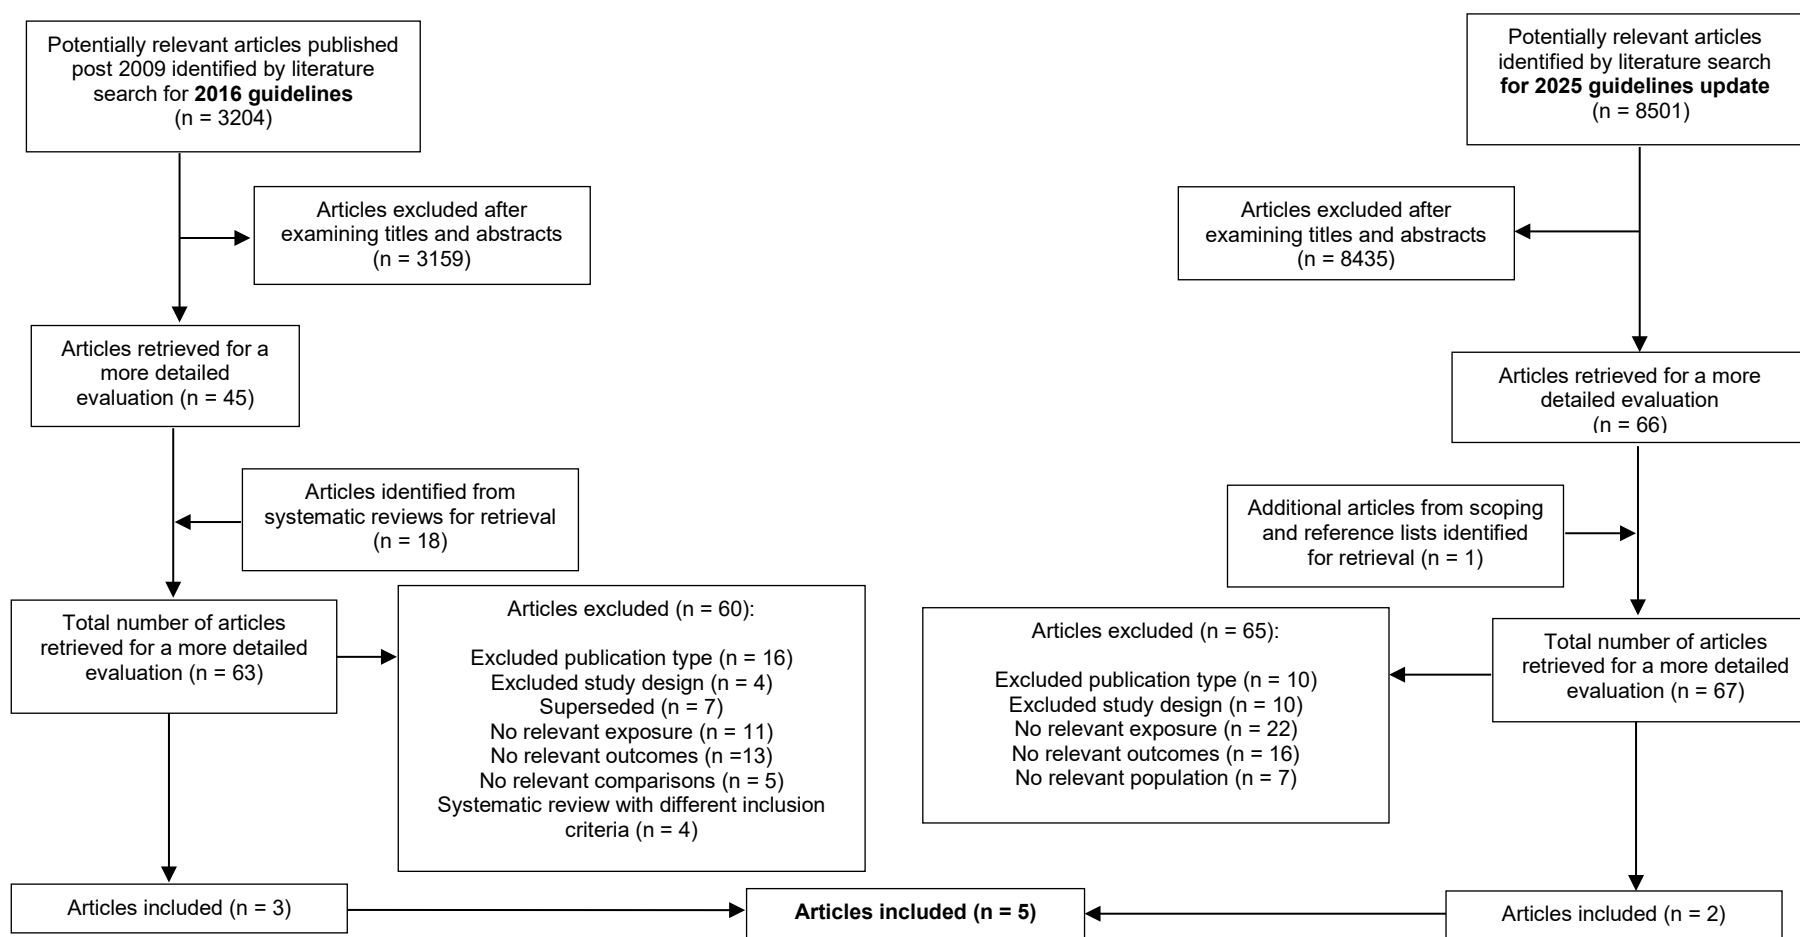 Potentially relevant articles published
post 2009 identified by literature
search for 2016 guidelines
(n = 3204)
Articles excluded after
examining titles and abstracts
(n = 3159)
Articles retrieved for a
more detailed
evaluation (n = 45)
Articles identified from
systematic reviews for retrieval
(n = 18)
Total number of articles
retrieved for a more detailed
evaluation (n = 63)
Articles excluded (n = 60):
Excluded publication type (n = 16)
Excluded study design (n = 4)
Superseded (n = 7)
No relevant exposure (n = 11)
No relevant outcomes (n =13)
No relevant comparisons (n = 5)
Systematic review with different inclusion
criteria (n = 4)
Articles included (n = 3)
Potentially relevant articles
identified by literature search
for 2025 guidelines update
(n = 8501)
Articles excluded after
examining titles and abstracts
(n = 8435)
Articles retrieved for a more
detailed evaluation
(n = 66)
Additional articles from scoping
and reference lists identified
for retrieval (n = 1)
Total number of articles
retrieved for a more detailed
evaluation (n = 67)
Articles excluded (n = 65):
Excluded publication type (n = 10)
Excluded study design (n = 10)
No relevant exposure (n = 22)
No relevant outcomes (n = 16)
No relevant population (n = 7)
Articles included (n = 2)
Articles included (n = 5)